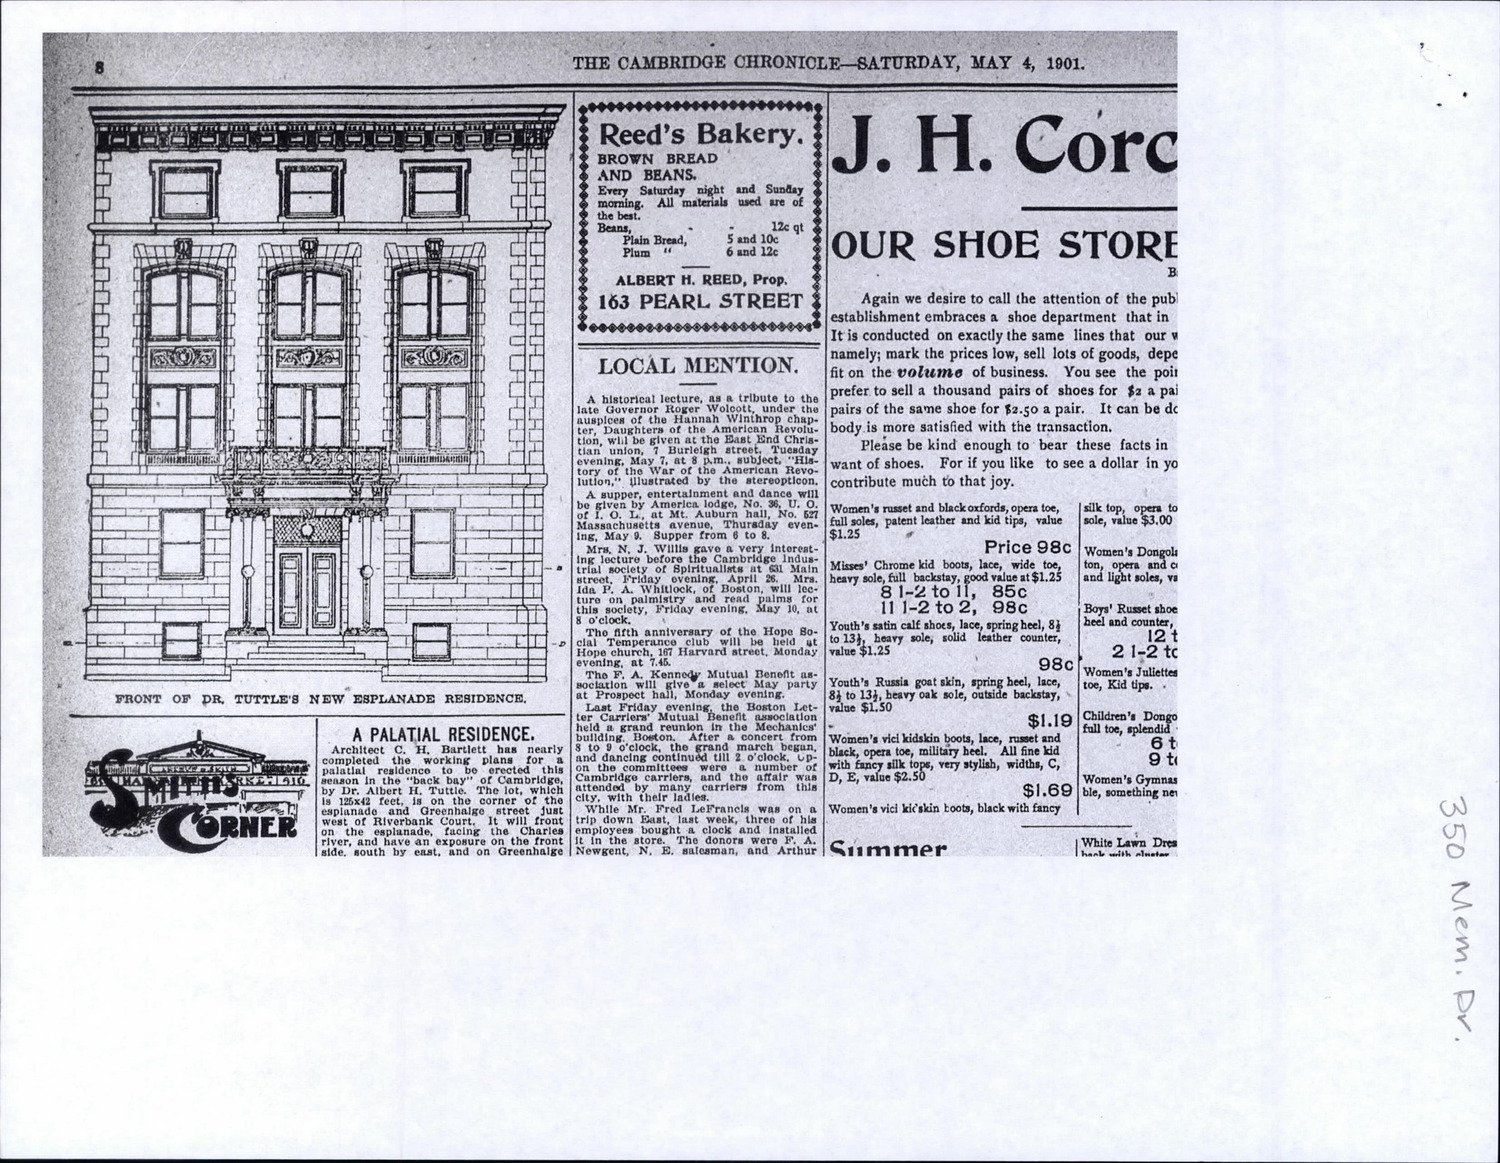 8
THE CAMBRIDGE CHRONICLE—SATURDAY, MAY 4, 1901.
FRONT OF DR. TUTTLE'S NEW ESPLANADE RESIDENCE.
SMITH'S
CORNER
A PALATIAL RESIDENCE.
Architect C. H. Bartlett has nearly
completed the working plans for a
palatial residence to be erected this
season in the "back bay" of Cambridge,
by Dr. Albert H. Tuttle. The lot, which
is 125x42 feet, is on the corner of the
esplanade and Greenhalge street just
west of Riverbank Court. It will front
on the esplanade, facing the Charles
river, and have an exposure on the front
side, south by east, and on Greenhalge
Reed's Bakery.
BROWN BREAD
AND BEANS.
Every Saturday night and Sunday
morning. All materials used are of
the best.
Beans, - - 12c qt
Plain Bread, 5 and 10c
Plum " 6 and 12c
ALBERT H. REED, Prop.
163 PEARL STREET
LOCAL MENTION.
A historical lecture, as a tribute to the
late Governor Roger Wolcott, under the
auspices of the Hannah Winthrop chap-
ter, Daughters of the American Revolu-
tion, will be given at the East End Chris-
tian union, 7 Burleigh street, Tuesday
evening, May 7, at 8 p.m., subject, "His-
tory of the War of the American Revo-
lution," illustrated by the stereopticon.
A supper, entertainment and dance will
be given by America lodge, No. 36, U. O.
of I. O. L., at Mt. Auburn hall, No. 527
Massachusetts avenue, Thursday even-
ing, May 9. Supper from 6 to 8.
Mrs. N. J. Willis gave a very interest-
ing lecture before the Cambridge Indus-
trial society of Spiritualists at 631 Main
street, Friday evening, April 26. Mrs.
Ida P. A. Whitlock, of Boston, will lec-
ture on palmistry and read palms for
this society, Friday evening, May 10, at
8 o'clock.
The fifth anniversary of the Hope So-
cial Temperance club will be held at
Hope church, 167 Harvard street, Monday
evening, at 7.45.
The F. A. Kennedy Mutual Benefit as-
sociation will give a select May party
at Prospect hall, Monday evening.
Last Friday evening, the Boston Let-
ter Carriers' Mutual Benefit association
held a grand reunion in the Mechanics'
building, Boston. After a concert from
8 to 9 o'clock, the grand march began,
and dancing continued till 2 o'clock. Up-
on the committees were a number of
Cambridge carriers, and the affair was
attended by many carriers from this
city, with their ladies.
While Mr. Fred LeFrancis was on a
trip down East, last week, three of his
employees bought a clock and installed
it in the store. The donors were F. A.
Newgent, N. E. salesman, and Arthur
J. H. Corc
OUR SHOE STORE
B
Again we desire to call the attention of the pub
establishment embraces a shoe department that in
It is conducted on exactly the same lines that our w
namely; mark the prices low, sell lots of goods, depe
fit on the volume of business. You see the poin
prefer to sell a thousand pairs of shoes for $2 a pai
pairs of the same shoe for $2.50 a pair. It can be do
body is more satisfied with the transaction.
Please be kind enough to bear these facts in
want of shoes. For if you like to see a dollar in yo
contribute much to that joy.
Women's russet and black oxfords, opera toe,
full soles, patent leather and kid tips, value
$1.25
Price 98c
Misses' Chrome kid boots, lace, wide toe,
heavy sole, full backstay, good value at $1.25
8 1-2 to 11, 85c
11 1-2 to 2, 98c
Youth's satin calf shoes, lace, spring heel, 8½
to 13½, heavy sole, solid leather counter,
value $1.25
98c
Youth's Russia goat skin, spring heel, lace,
8½ to 13½, heavy oak sole, outside backstay,
value $1.50
$1.19
Women's vici kidskin boots, lace, russet and
black, opera toe, military heel. All fine kid
with fancy silk tops, very stylish, widths, C,
D, E, value $2.50
$1.69
Women's vici kidskin boots, black with fancy
Summer
silk top, opera to
sole, value $3.00
Women's Dongola
ton, opera and c
and light soles, va
Boys' Russet shoe
heel and counter,
12 t
2 1-2 to
Women's Juliettes
toe, Kid tips.
Children's Dongo
full toe, splendid
6 t
9 to
Women's Gymnas
ble, something nev
White Lawn Dres
back with cluster
350 Mem. Dr.